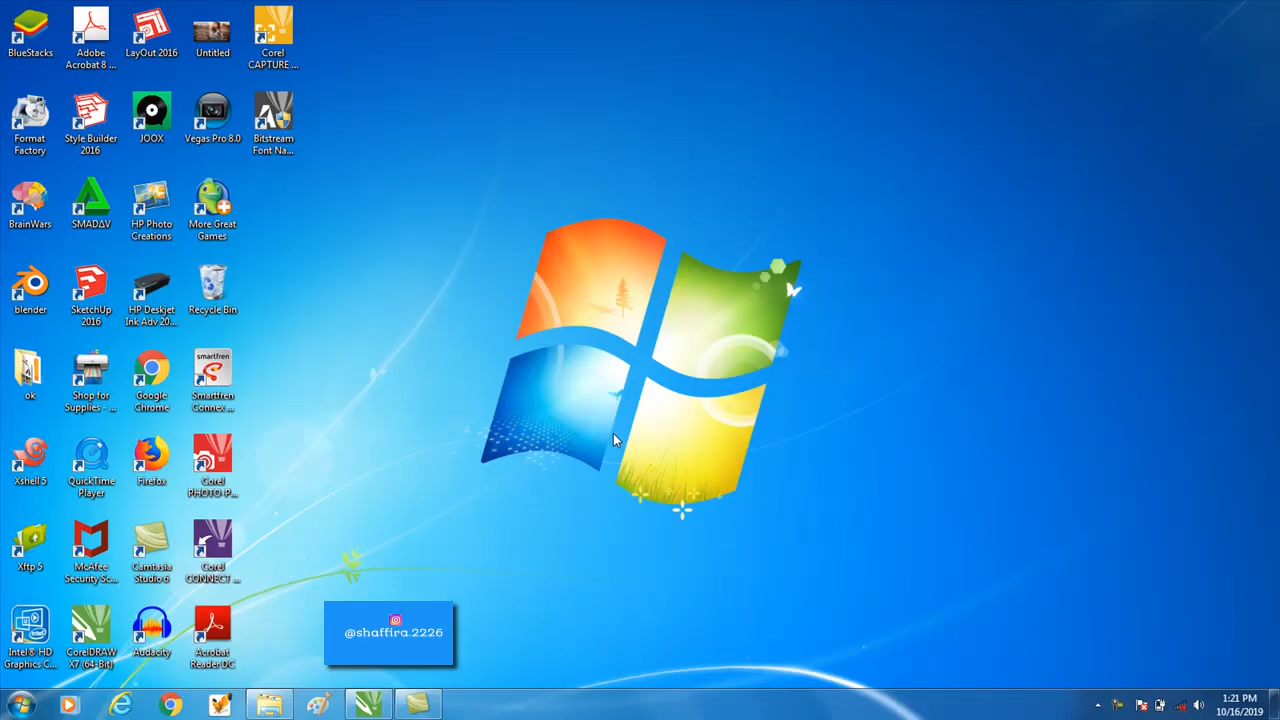 BlueStacks
Adobe
Acrobat 8 ...
LayOut 2016
Untitled
Corel
CAPTURE ...
Format
Factory
Style Builder
2016
JOOX
Vegas Pro 8.0
Bitstream
Font Na...
BrainWars
SMADAV
HP Photo
Creations
More Great
Games
blender
SketchUp
2016
HP Deskjet
Ink Adv 20...
Recycle Bin
ok
Shop for
Supplies - ...
Google
Chrome
smartfren
Smartfren
Connex ...
Xshell 5
QuickTime
Player
Firefox
Corel
PHOTO-P...
Xftp 5
McAfee
Security Sc...
Camtasia
Studio 6
Corel
CONNECT ...
intel
Intel® HD
Graphics C...
CorelDRAW
X7 (64-Bit)
Audacity
Acrobat
Reader DC
@shaffira.2226
1:21 PM
10/16/2019